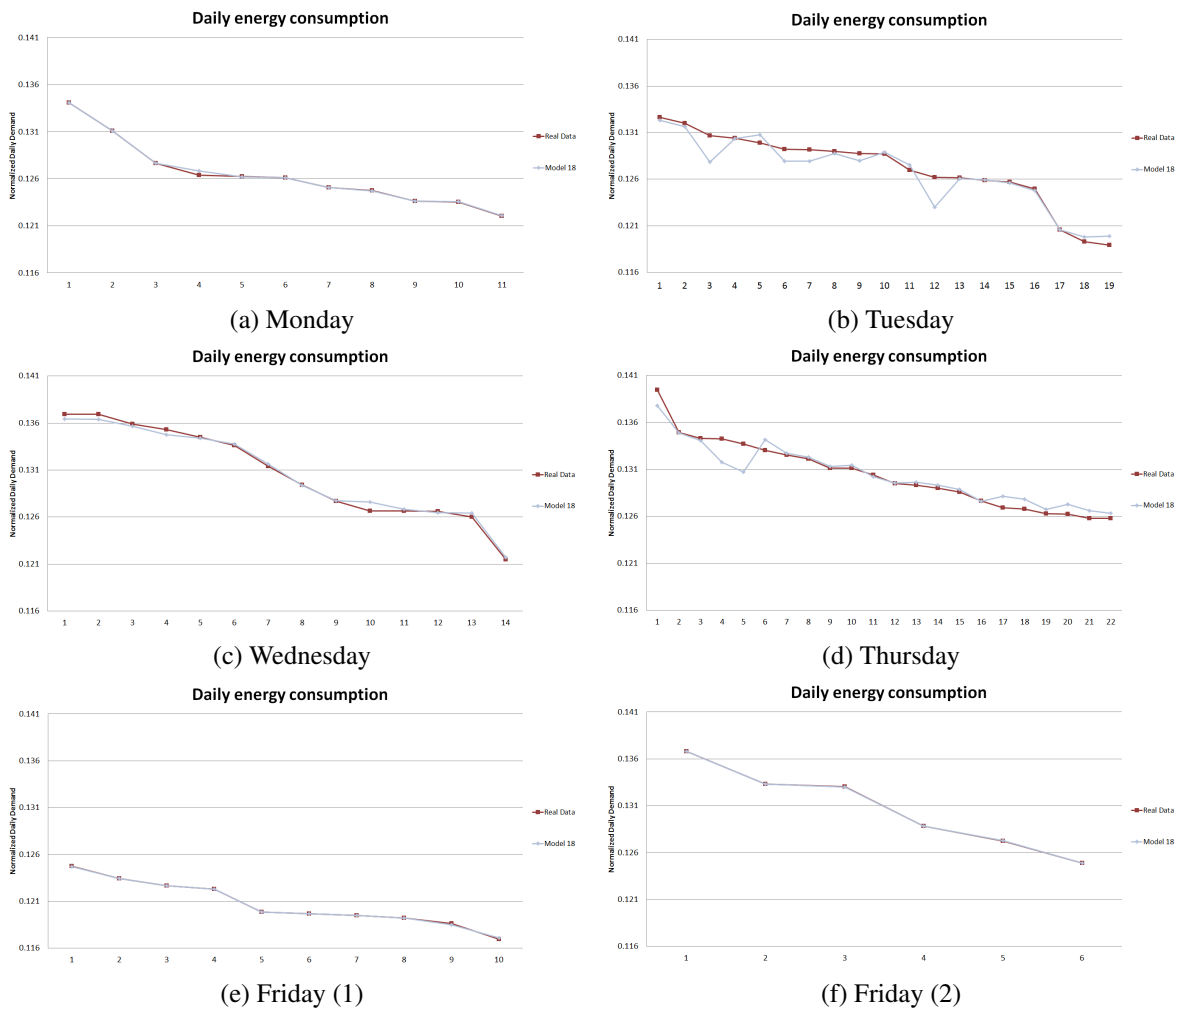 Daily energy consumption
0.141
0.136
0.131
0.126
0.121
0.116
Normalized Daily Demand
1 2 3 4 5 6 7 8 9 10 11
Real Data
Model 18
(a) Monday
Daily energy consumption
0.141
0.136
0.131
0.126
0.121
0.116
Normalized Daily Demand
1 2 3 4 5 6 7 8 9 10 11 12 13 14 15 16 17 18 19
Real Data
Model 18
(b) Tuesday
Daily energy consumption
0.141
0.136
0.131
0.126
0.121
0.116
Normalized Daily Demand
1 2 3 4 5 6 7 8 9 10 11 12 13 14
Real Data
Model 18
(c) Wednesday
Daily energy consumption
0.141
0.136
0.131
0.126
0.121
0.116
Normalized Daily Demand
1 2 3 4 5 6 7 8 9 10 11 12 13 14 15 16 17 18 19 20 21 22
Real Data
Model 18
(d) Thursday
Daily energy consumption
0.141
0.136
0.131
0.126
0.121
0.116
Normalized Daily Demand
1 2 3 4 5 6 7 8 9 10
Real Data
Model 18
(e) Friday (1)
Daily energy consumption
0.141
0.136
0.131
0.126
0.121
0.116
Normalized Daily Demand
1 2 3 4 5 6
Real Data
Model 18
(f) Friday (2)